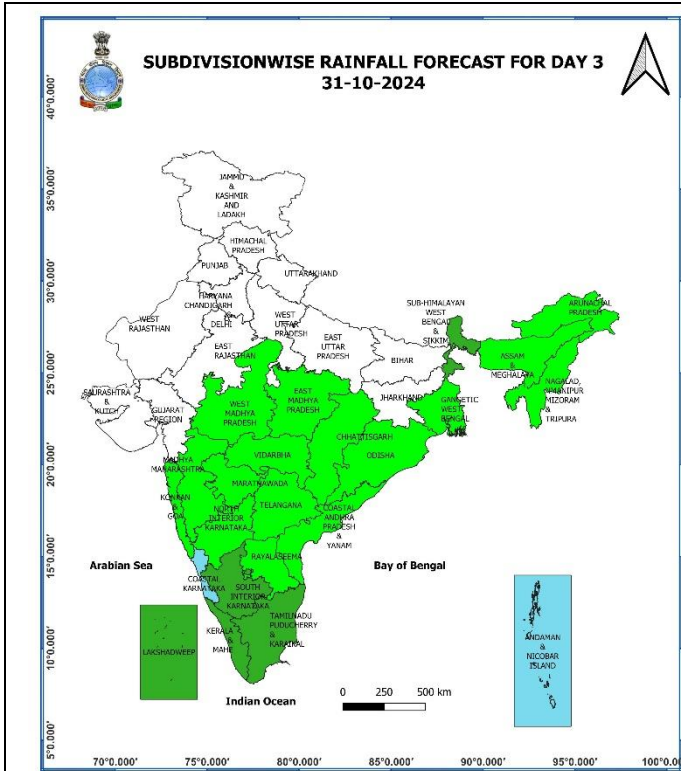 SUBDIVISIONWISE RAINFALL FORECAST FOR DAY 3
31-10-2024
40°0.000'
35°0.000'
30°0.000'
25°0.000'
20°0.000'
15°0.000'
10°0.000'
5°0.000'
JAMMU
&
KASHMIR
AND
LADAKH
HIMACHAL
PRADESH
PUNJAB
UTTARAKHAND
HARYANA
CHANDIGARH
DELHI
WEST
RAJASTHAN
WEST
UTTAR
PRADESH
EAST
RAJASTHAN
EAST
UTTAR
PRADESH
SUB-HIMALAYAN
WEST
BENGAL
&
SIKKIM
ARUNACHAL
PRADESH
BIHAR
ASSAM
&
MEGHALAYA
NAGALAD,
MANIPUR
MIZORAM
&
TRIPURA
SAURASHTRA
&
KUTCH
GUJARAT
REGION
WEST
MADHYA
PRADESH
EAST
MADHYA
PRADESH
JHARKHAND
GANGETIC
WEST
BENGAL
CHHATTISGARH
ODISHA
VIDARBHA
MADHYA
MAHARASHTRA
MARATHAWADA
KONKAN
&
GOA
NORTH
INTERIOR
KARNATAKA
TELANGANA
COASTAL
ANDHRA
PRADESH
&
YANAM
RAYALASEEMA
Arabian Sea
Bay of Bengal
COASTAL
KARNATAKA
SOUTH
INTERIOR
KARNATAKA
TAMILNADU
PUDUCHERRY
&
KARAIKAL
KERALA
&
MAHE
LAKSHADWEEP
ANDAMAN
&
NICOBAR
ISLAND
Indian Ocean
0 250 500 km
70°0.000' 75°0.000' 80°0.000' 85°0.000' 90°0.000' 95°0.000' 100°0.000'